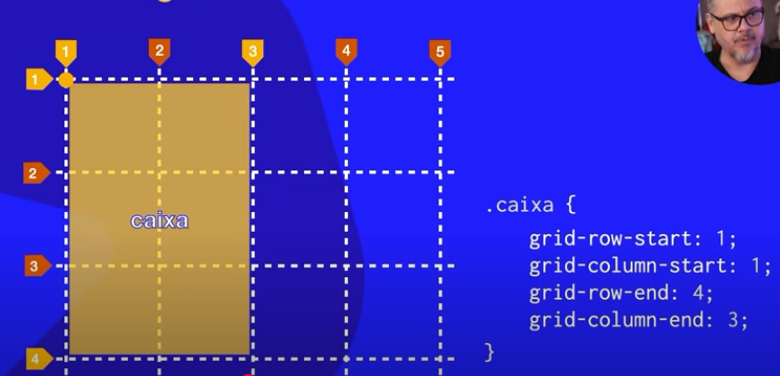 1 2 3 4 5
1
2
caixa
3
4
.caixa {
grid-row-start: 1;
grid-column-start: 1;
grid-row-end: 4;
grid-column-end: 3;
}